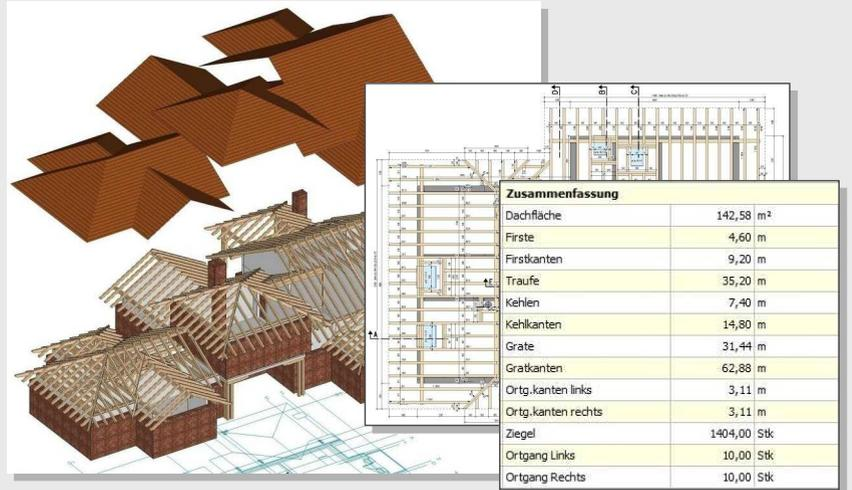 D
B
C
E
A
Zusammenfassung
Dachfläche 142,58 m²
Firste 4,60 m
Firstkanten 9,20 m
Traufe 35,20 m
Kehlen 7,40 m
Kehlkanten 14,80 m
Grate 31,44 m
Gratkanten 62,88 m
Ortg.kanten links 3,11 m
Ortg.kanten rechts 3,11 m
Ziegel 1404,00 Stk
Ortgang Links 10,00 Stk
Ortgang Rechts 10,00 Stk